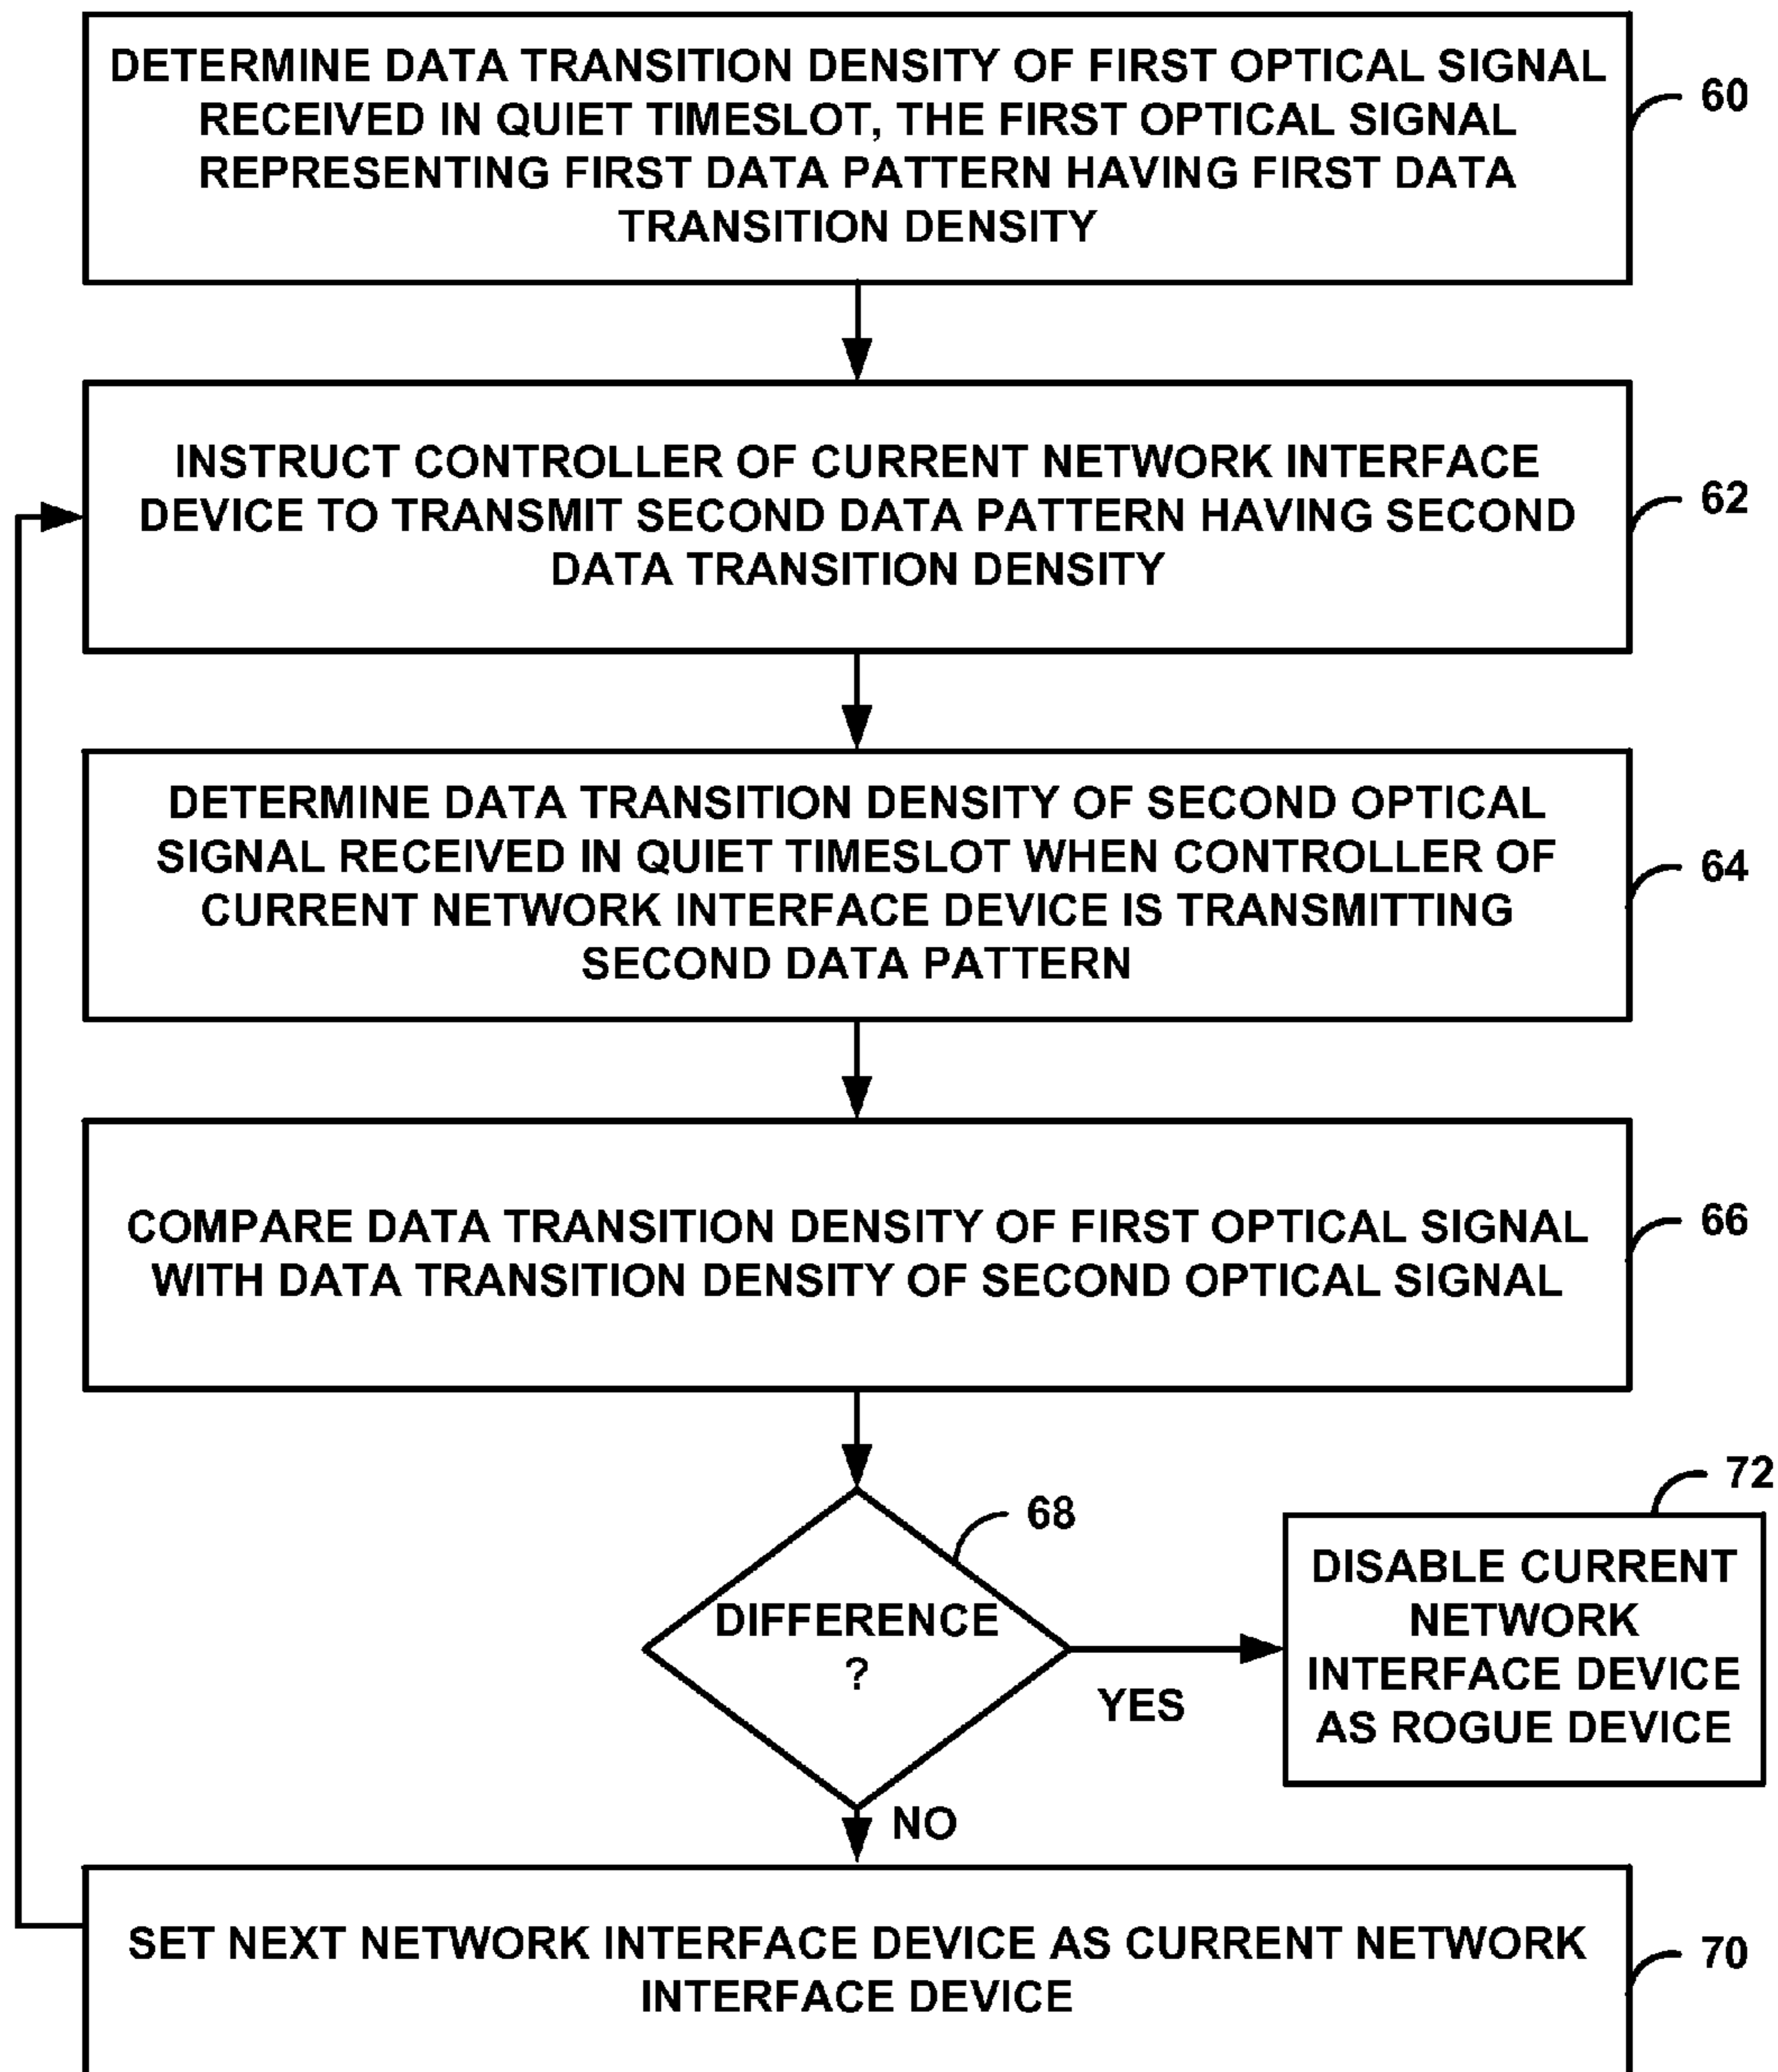 DETERMINE DATA TRANSITION DENSITY OF FIRST OPTICAL SIGNAL
RECEIVED IN QUIET TIMESLOT, THE FIRST OPTICAL SIGNAL
REPRESENTING FIRST DATA PATTERN HAVING FIRST DATA
TRANSITION DENSITY
60
INSTRUCT CONTROLLER OF CURRENT NETWORK INTERFACE
DEVICE TO TRANSMIT SECOND DATA PATTERN HAVING SECOND
DATA TRANSITION DENSITY
62
DETERMINE DATA TRANSITION DENSITY OF SECOND OPTICAL
SIGNAL RECEIVED IN QUIET TIMESLOT WHEN CONTROLLER OF
CURRENT NETWORK INTERFACE DEVICE IS TRANSMITTING
SECOND DATA PATTERN
64
COMPARE DATA TRANSITION DENSITY OF FIRST OPTICAL SIGNAL
WITH DATA TRANSITION DENSITY OF SECOND OPTICAL SIGNAL
66
DIFFERENCE
?
68
YES
72
DISABLE CURRENT
NETWORK
INTERFACE DEVICE
AS ROGUE DEVICE
NO
SET NEXT NETWORK INTERFACE DEVICE AS CURRENT NETWORK
INTERFACE DEVICE
70